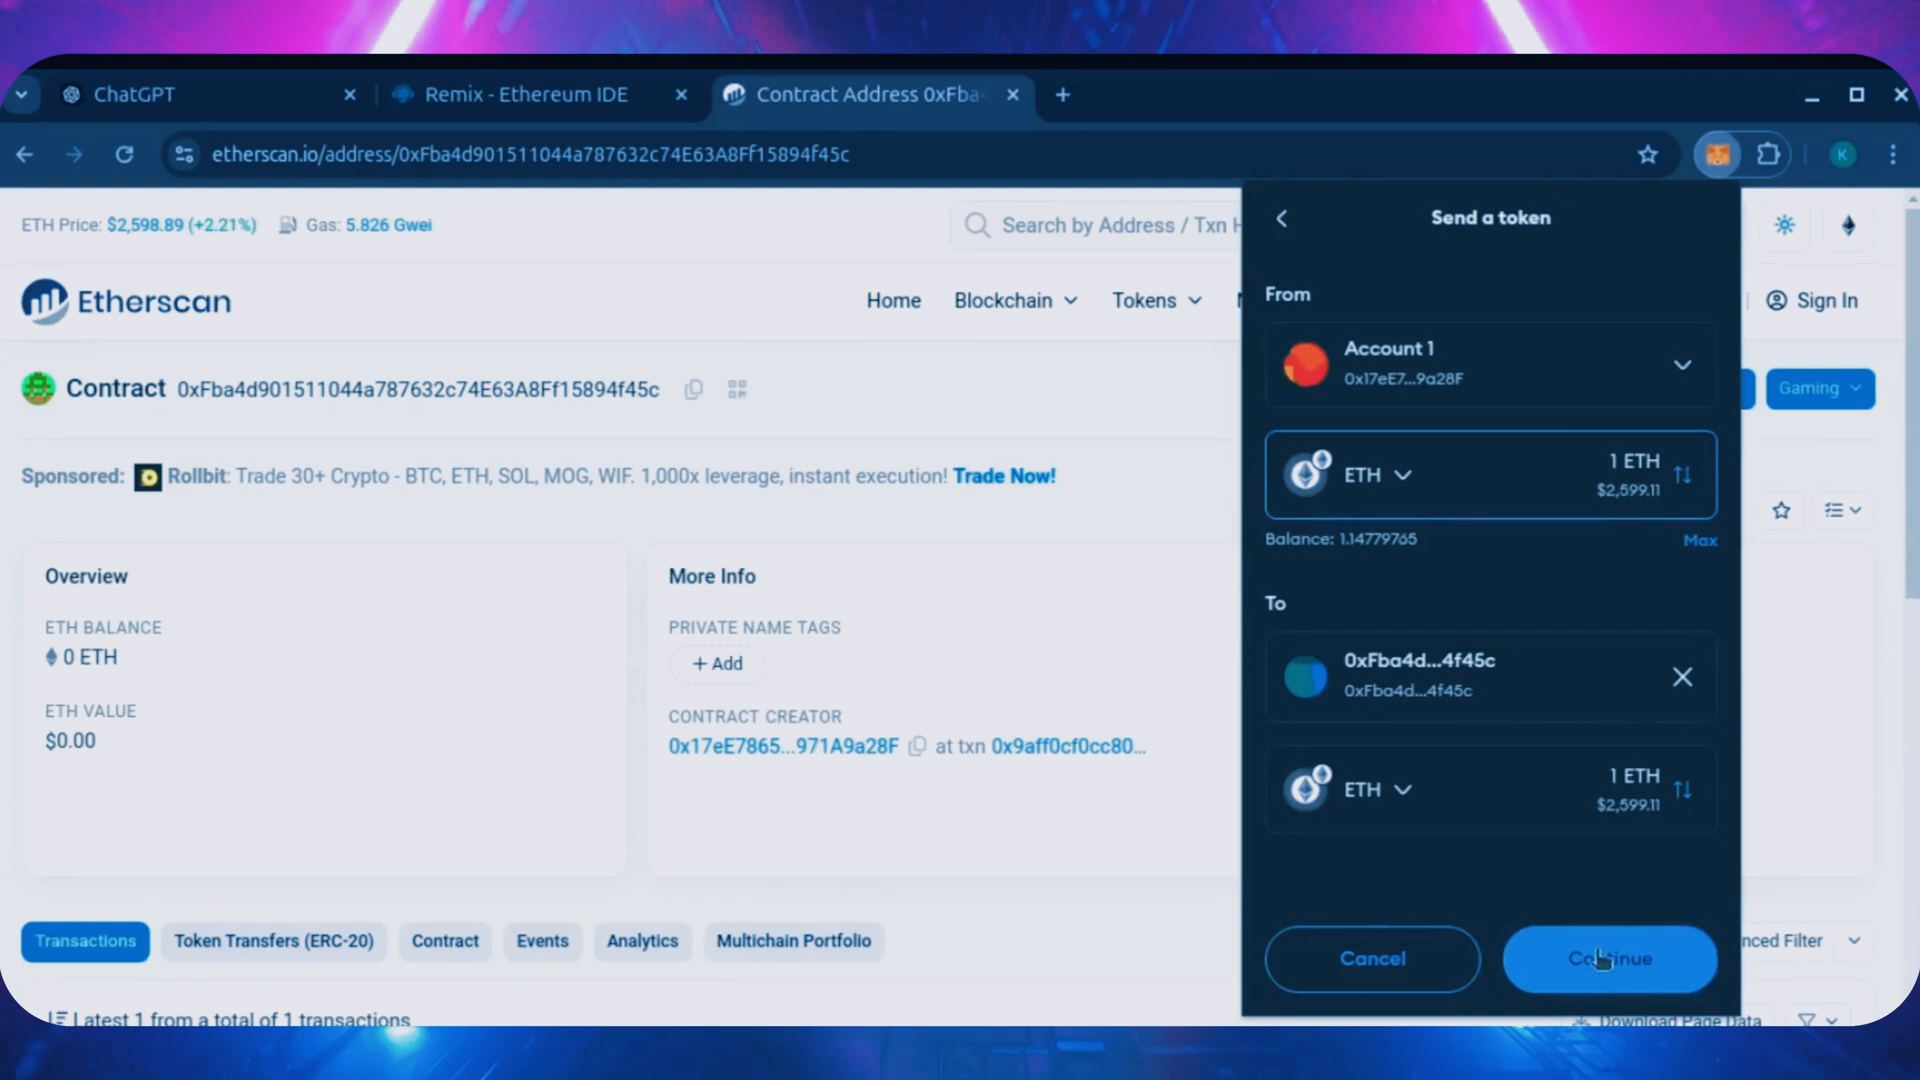 ChatGPT
Remix - Ethereum IDE
Contract Address 0xFba
etherscan.io/address/0xFba4d901511044a787632c74E63A8Ff15894f45c
K
ETH Price: $2,598.89 (+2.21%)
Gas: 5.826 Gwei
Search by Address / Txn H
Etherscan
Home
Blockchain
Tokens
Sign In
Contract 0xFba4d901511044a787632c74E63A8Ff15894f45c
Gaming
Sponsored: Rollbit: Trade 30+ Crypto - BTC, ETH, SOL, MOG, WIF. 1,000x leverage, instant execution! Trade Now!
Overview
ETH BALANCE
0 ETH
ETH VALUE
$0.00
More Info
PRIVATE NAME TAGS
+ Add
CONTRACT CREATOR
0x17eE7865...971A9a28F at txn 0x9aff0cf0cc80...
Transactions
Token Transfers (ERC-20)
Contract
Events
Analytics
Multichain Portfolio
nced Filter
Latest 1 from a total of 1 transactions
Download Page Data
Send a token
From
Account 1
0x17eE7...9a28F
ETH
1 ETH
$2,599.11
Balance: 1.14779765
Max
To
0xFba4d...4f45c
0xFba4d...4f45c
ETH
1 ETH
$2,599.11
Cancel
Continue